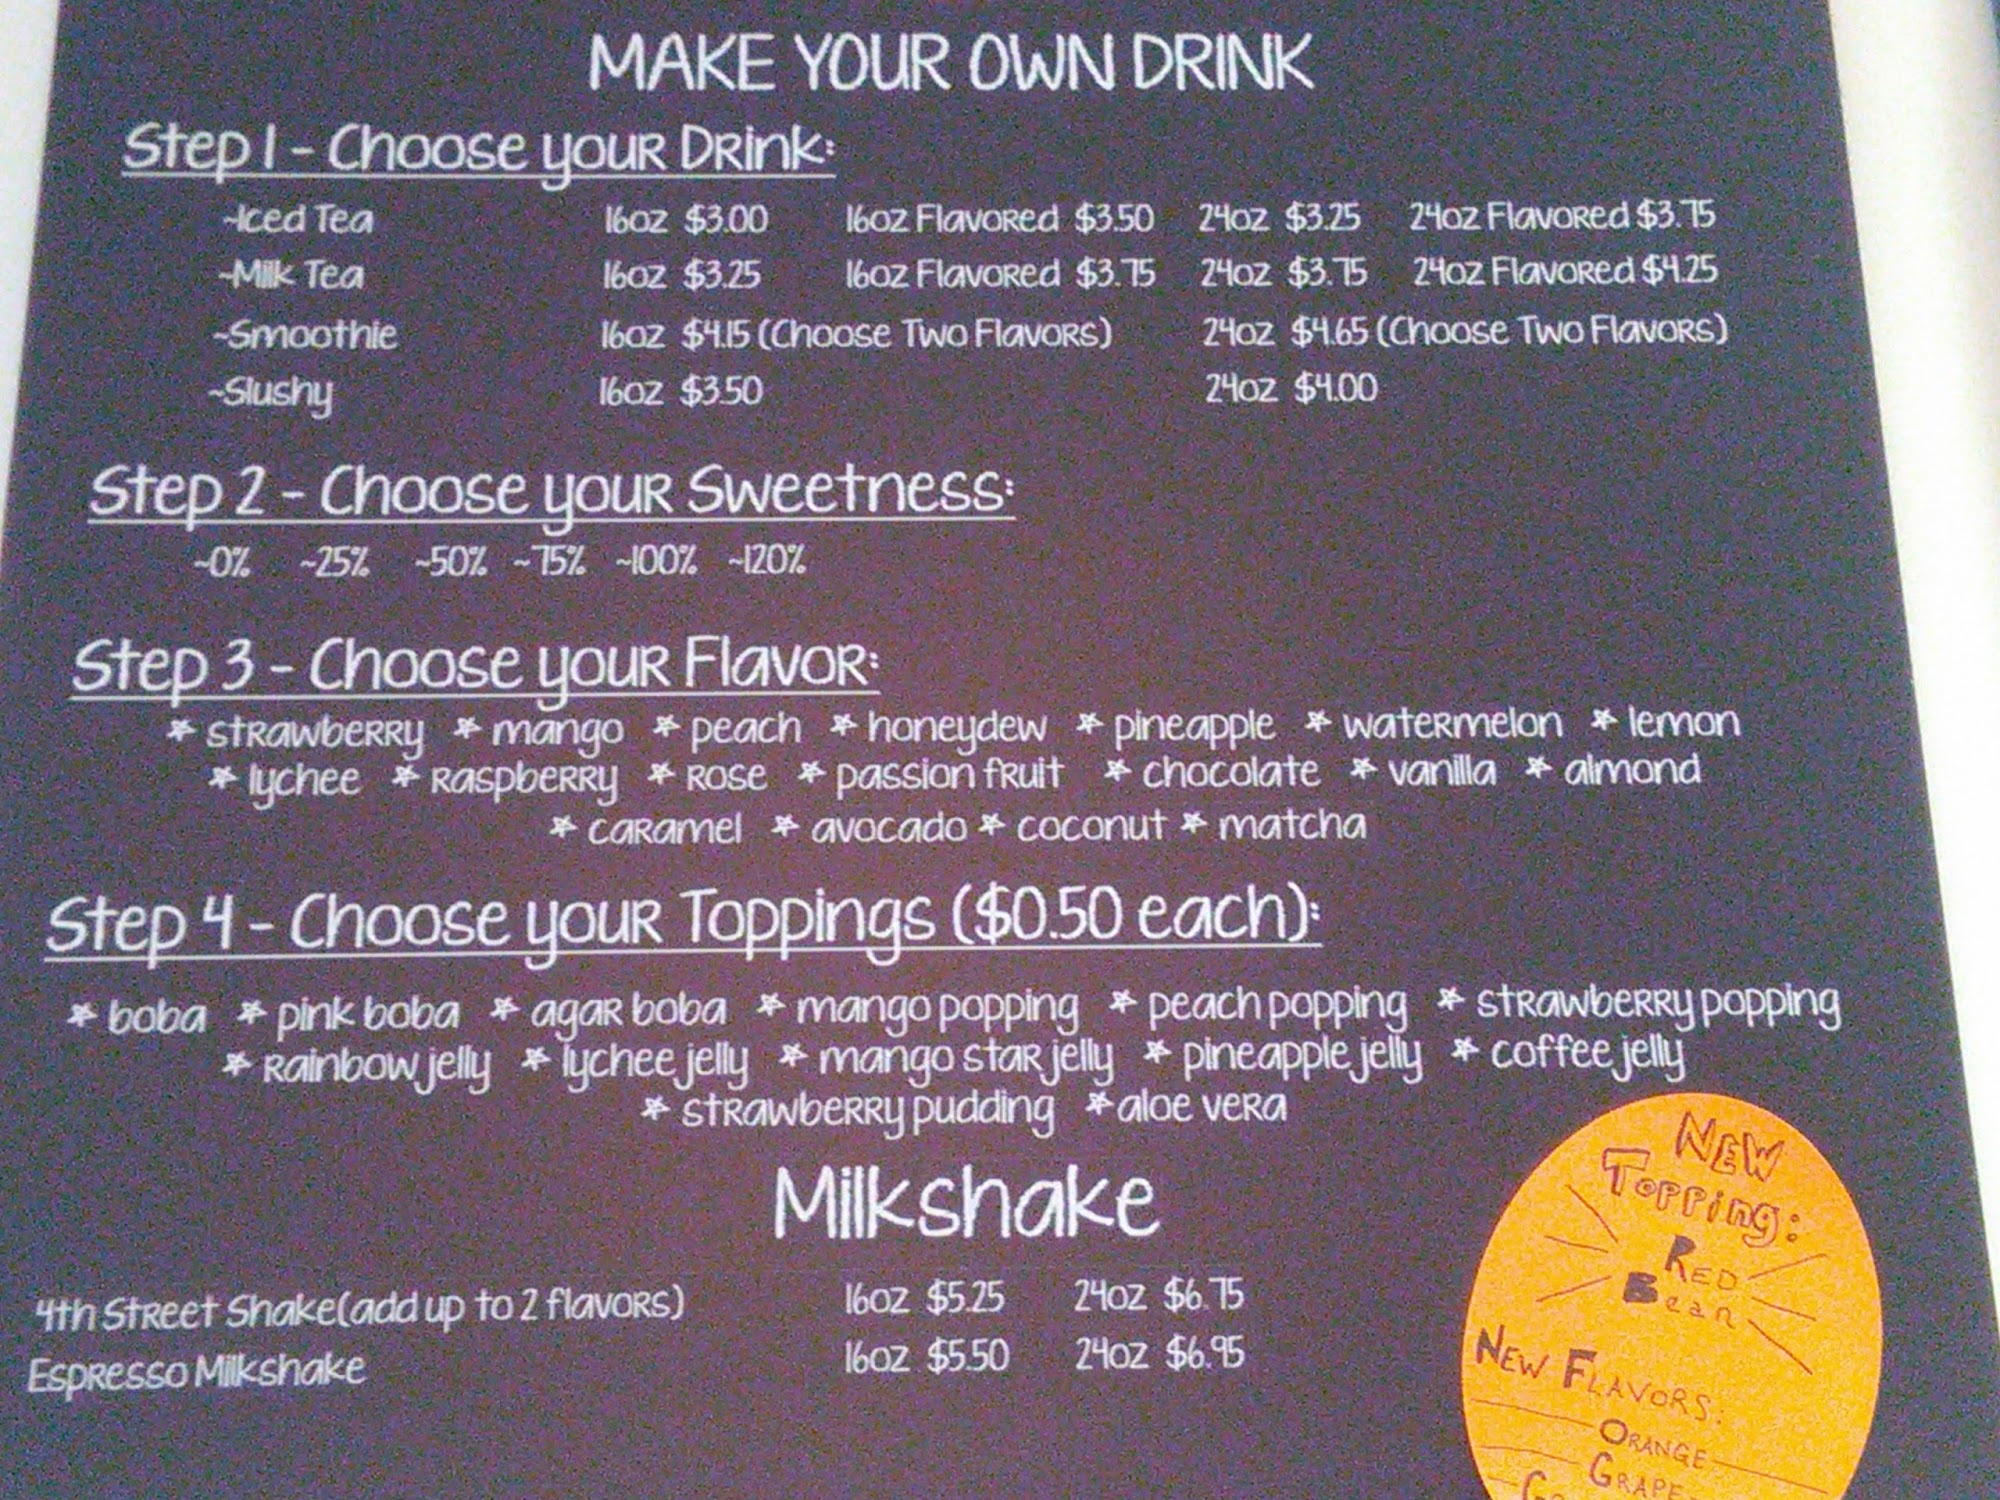 MAKE YOUR OWN DRINK
Step 1 - Choose your Drink:
~Iced Tea 16oz $3.00 16oz Flavored $3.50 24oz $3.25 24oz Flavored $3.75
~Milk Tea 16oz $3.25 16oz Flavored $3.75 24oz $3.75 24oz Flavored $4.25
~Smoothie 16oz $4.15 (Choose Two Flavors) 24oz $4.65 (Choose Two Flavors)
~Slushy 16oz $3.50 24oz $4.00
Step 2 - Choose your Sweetness:
~0% ~25% ~50% ~75% ~100% ~120%
Step 3 - Choose your Flavor:
* strawberry * mango * peach * honeydew * pineapple * watermelon * lemon
* lychee * raspberry * rose * passion fruit * chocolate * vanilla * almond
* caramel * avocado * coconut * matcha
Step 4 - Choose your Toppings ($0.50 each):
* boba * pink boba * agar boba * mango popping * peach popping * strawberry popping
* rainbow jelly * lychee jelly * mango star jelly * pineapple jelly * coffee jelly
* strawberry pudding * aloe vera
Milkshake
4th Street Shake(add up to 2 flavors) 16oz $5.25 24oz $6.75
Espresso Milkshake 16oz $5.50 24oz $6.95
NEW
Topping:
Red
Bean
New Flavors:
Orange
Grape